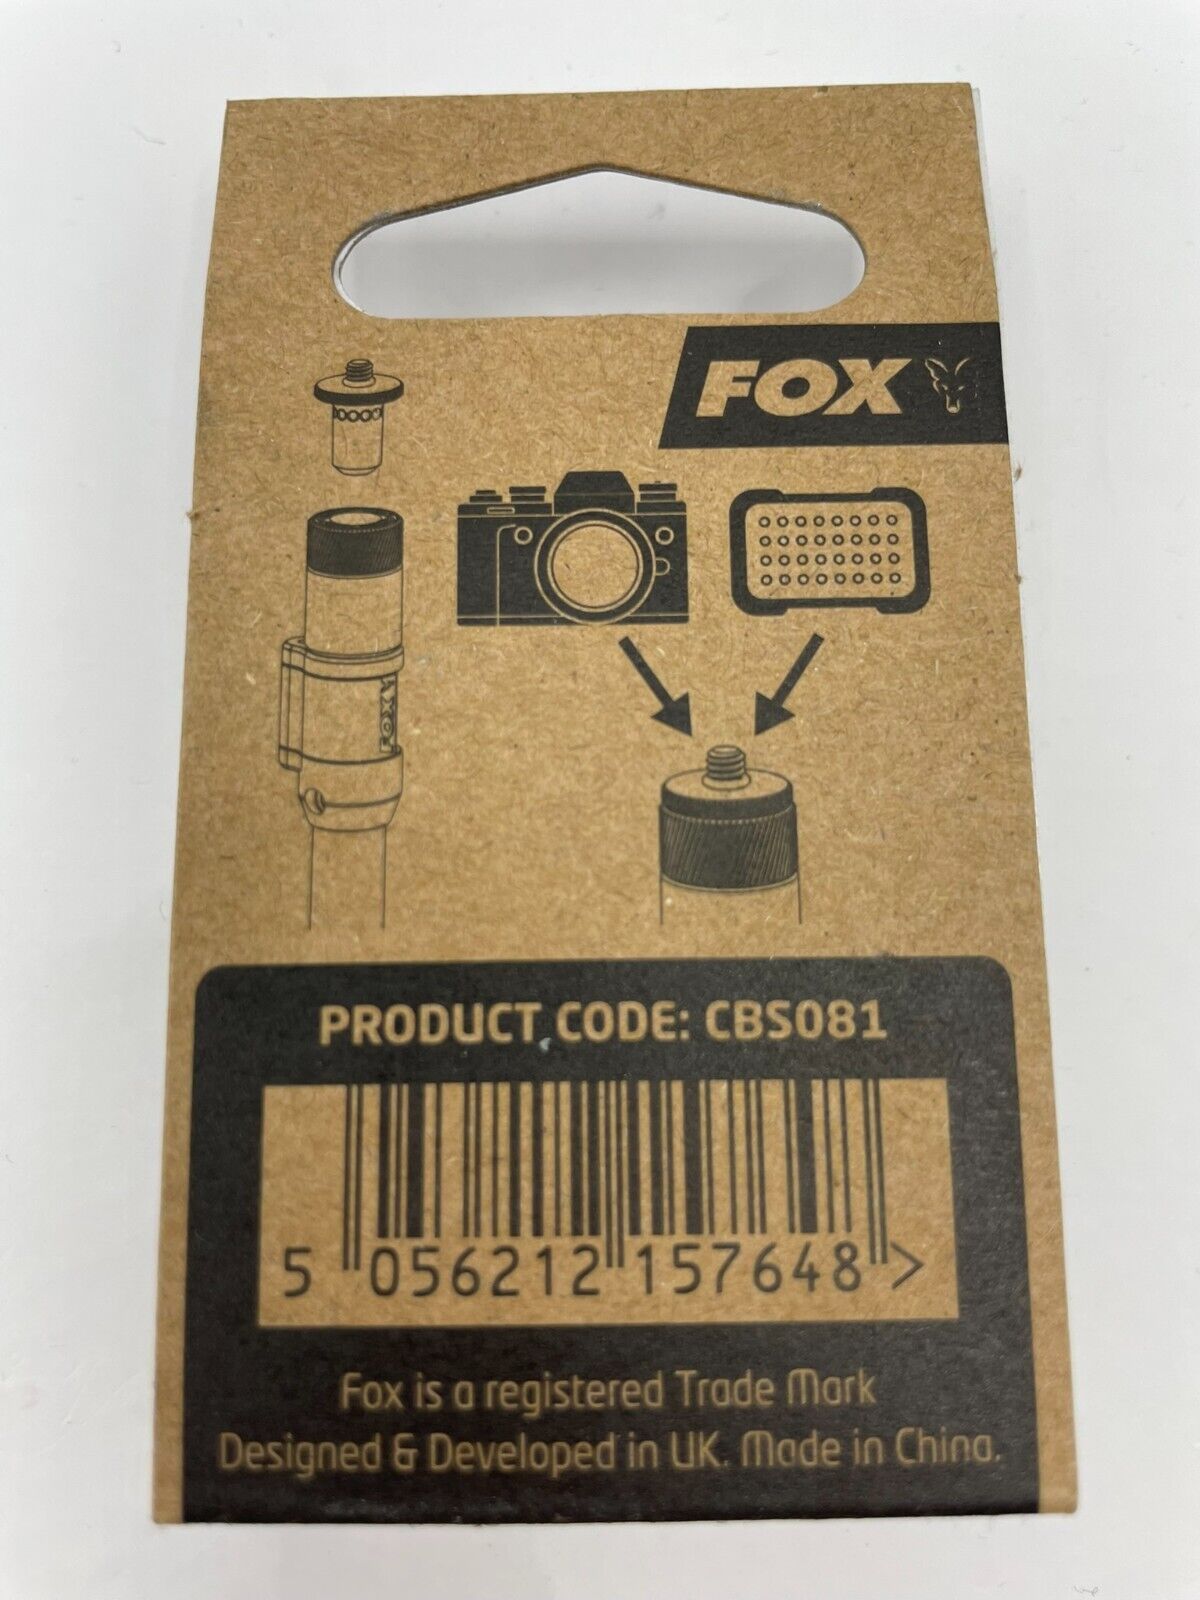 FOX
FOX
PRODUCT CODE: CBS081
5 056212 157648 >
Fox is a registered Trade Mark
Designed & Developed in UK. Made in China.